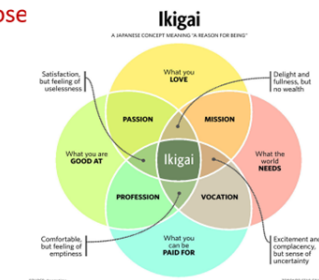 ose
Ikigai
A JAPANESE CONCEPT MEANING "A REASON FOR BEING"
Satisfaction,
but feeling of
uselessness
What you
LOVE
Delight and
fullness, but
no wealth
PASSION
MISSION
What you are
GOOD AT
Ikigai
What the
world
NEEDS
PROFESSION
VOCATION
Comfortable,
but feeling of
emptiness
What you
can be
PAID FOR
Excitement and
complacency,
but sense of
uncertainty